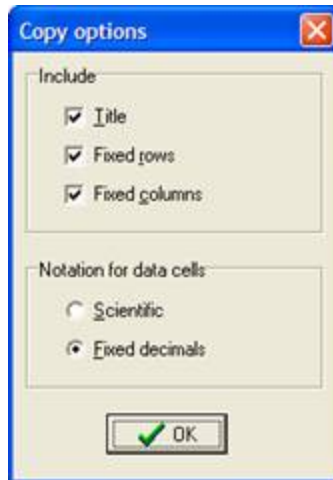 Copy options
Include
Title
Fixed rows
Fixed columns
Notation for data cells
Scientific
Fixed decimals
OK